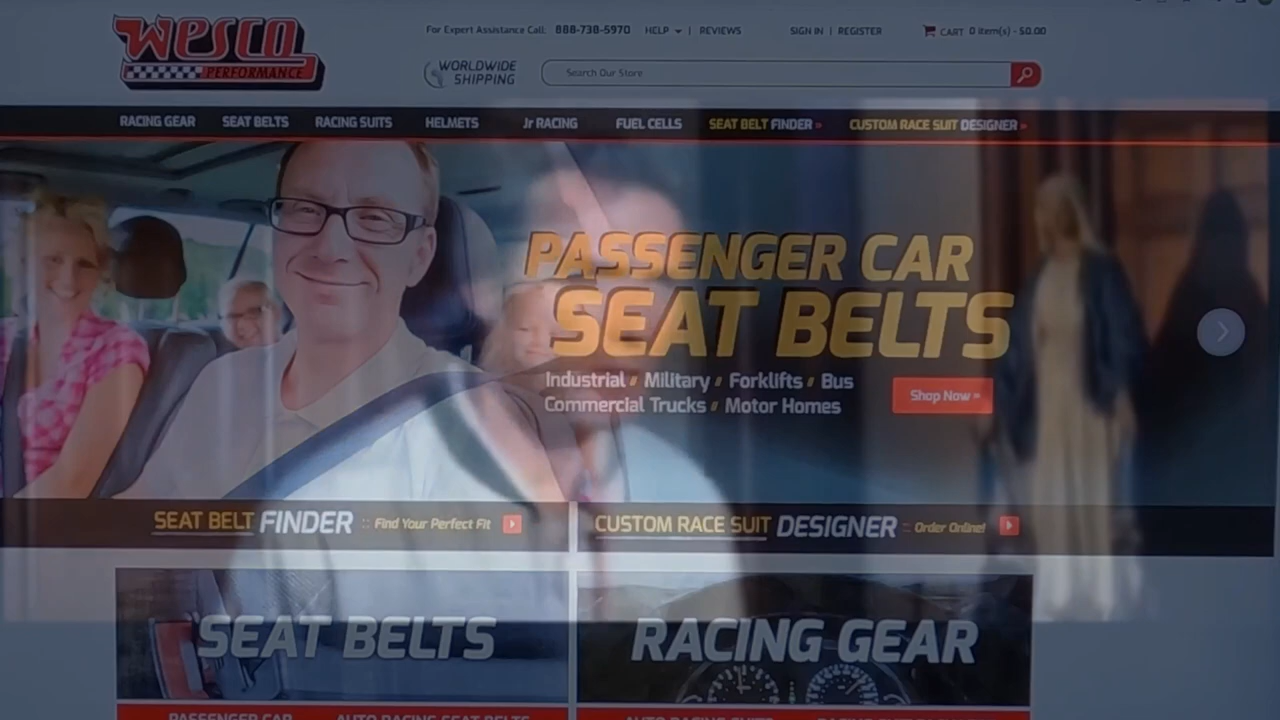 WESCO
PERFORMANCE
For Expert Assistance Call: 888-738-5970 HELP | REVIEWS SIGN IN | REGISTER CART 0 item(s) - $0.00
WORLDWIDE
SHIPPING
Search Our Store
RACING GEAR SEAT BELTS RACING SUITS HELMETS Jr RACING FUEL CELLS SEAT BELT FINDER » CUSTOM RACE SUIT DESIGNER »
PASSENGER CAR
SEAT BELTS
Industrial // Military // Forklifts // Bus
Commercial Trucks // Motor Homes
Shop Now »
SEAT BELT FINDER :: Find Your Perfect Fit
CUSTOM RACE SUIT DESIGNER :: Order Online!
SEAT BELTS
RACING GEAR
PASSENGER CAR AUTO RACING SEAT BELTS
AUTO RACING SUITS